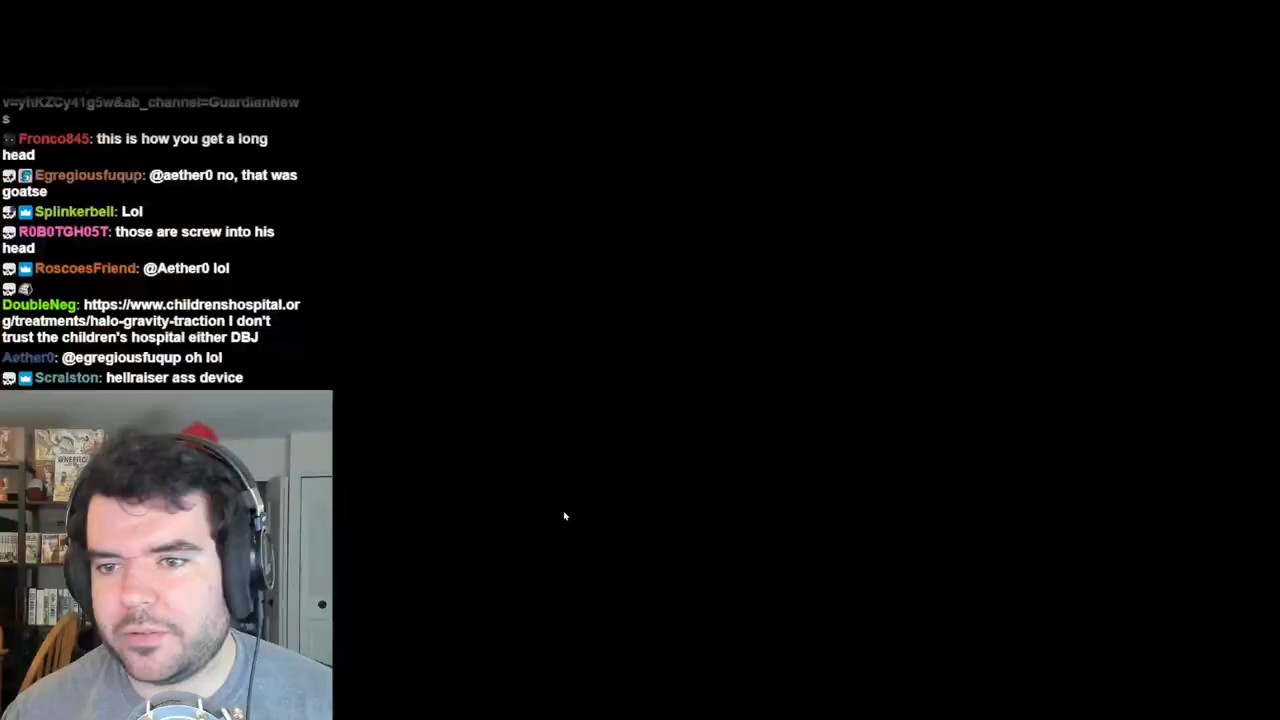 v=yhKZCy41g5w&ab_channel=GuardianNew
s
Fronco845: this is how you get a long
head
Egregiousfuqup: @aether0 no, that was
goatse
Splinkerbell: Lol
R0B0TGH05T: those are screw into his
head
RoscoesFriend: @Aether0 lol
DoubleNeg: https://www.childrenshospital.or
g/treatments/halo-gravity-traction I don't
trust the children's hospital either DBJ
Aether0: @egregiousfuqup oh lol
Scralston: hellraiser ass device